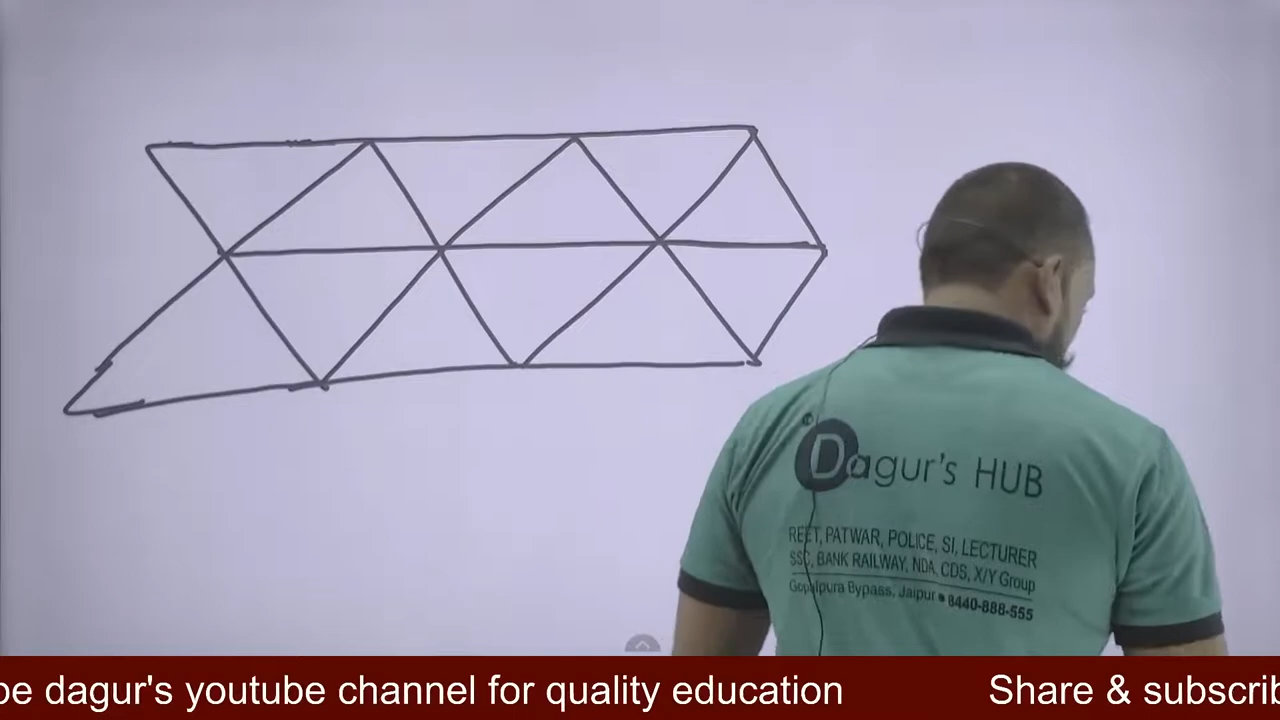 Dagur's HUB
REET, PATWAR, POLICE, SI, LECTURER
SSC, BANK RAILWAY, NDA, CDS, X/Y Group
Gopalpura Bypass, Jaipur ● 8440-888-555
be dagur's youtube channel for quality education Share & subscrib